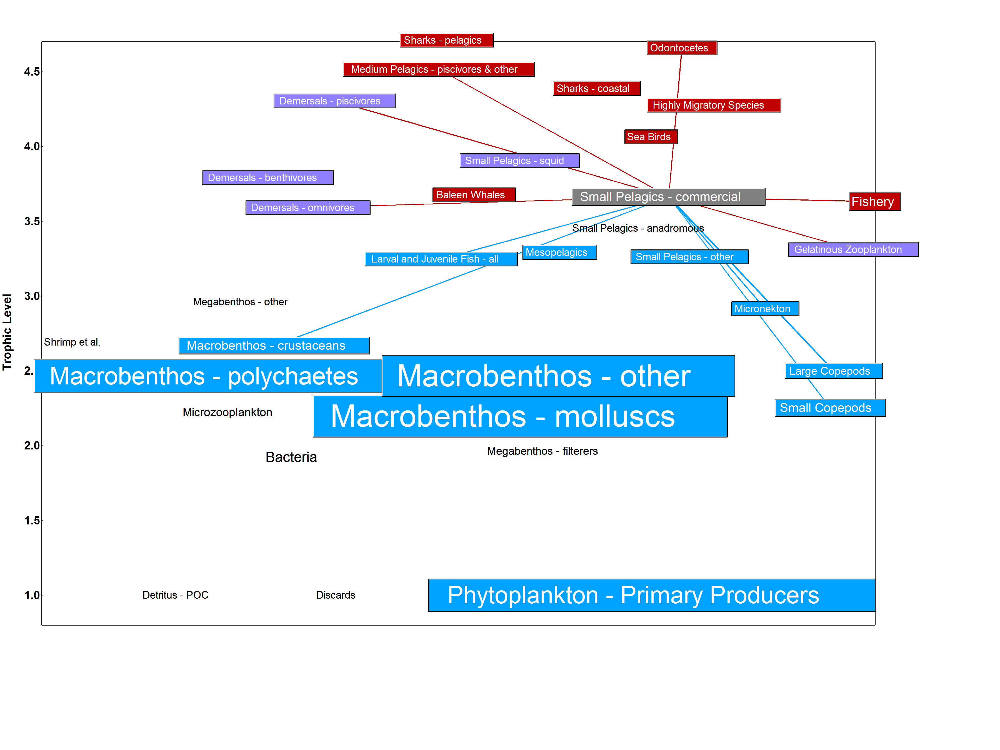 Sharks - pelagics
Odontocetes
Medium Pelagics - piscivores & other
4.5
Sharks - coastal
Demersals - piscivores
Highly Migratory Species
Sea Birds
4.0
Small Pelagics - squid
Demersals - benthivores
Baleen Whales
Small Pelagics - commercial
Fishery
Demersals - omnivores
3.5
Small Pelagics - anadromous
Mesopelagics
Gelatinous Zooplankton
Larval and Juvenile Fish - all
Small Pelagics - other
3.0
Megabenthos - other
Micronekton
Trophic Level
Shrimp et al.
Macrobenthos - crustaceans
2.
Macrobenthos - polychaetes
Macrobenthos - other
Large Copepods
Small Copepods
Microzooplankton
Macrobenthos - molluscs
2.0
Megabenthos - filterers
Bacteria
1.5
1.0
Detritus - POC
Discards
Phytoplankton - Primary Producers